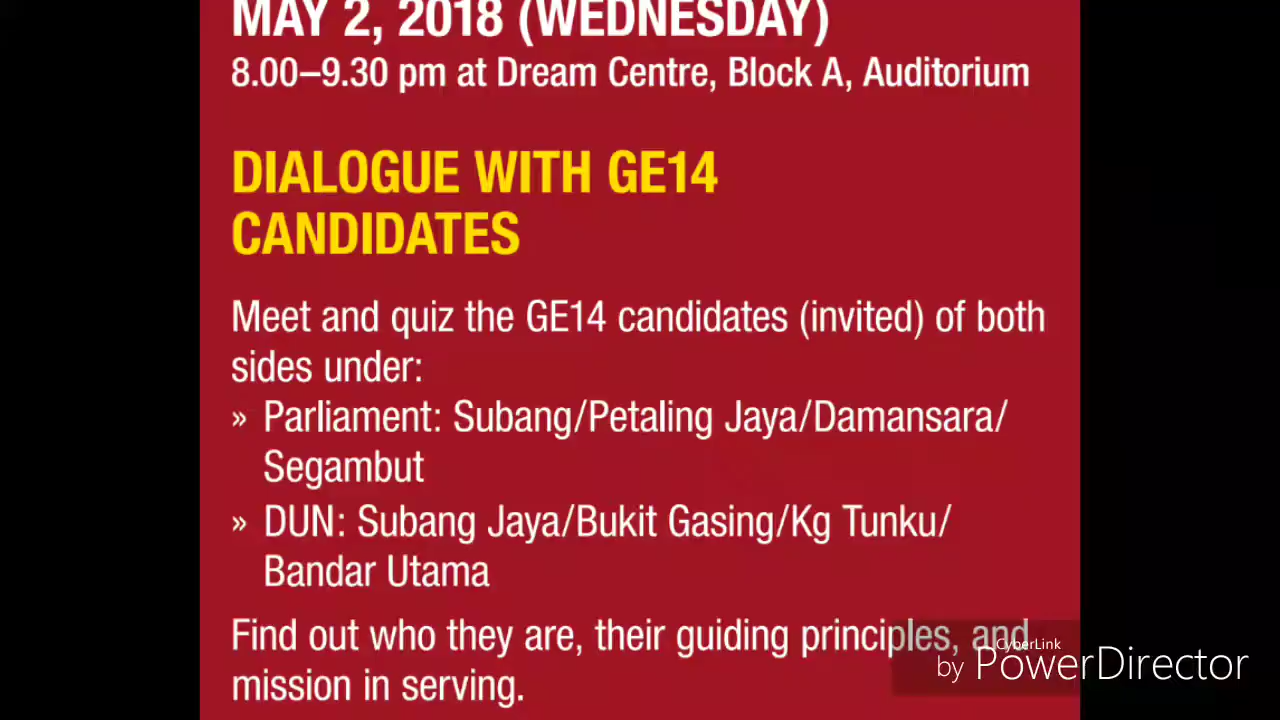 MAY 2, 2018 (WEDNESDAY)
8.00–9.30 pm at Dream Centre, Block A, Auditorium
DIALOGUE WITH GE14
CANDIDATES
Meet and quiz the GE14 candidates (invited) of both
sides under:
» Parliament: Subang/Petaling Jaya/Damansara/
Segambut
» DUN: Subang Jaya/Bukit Gasing/Kg Tunku/
Bandar Utama
Find out who they are, their guiding principles, and
mission in serving.
CyberLink
by PowerDirector